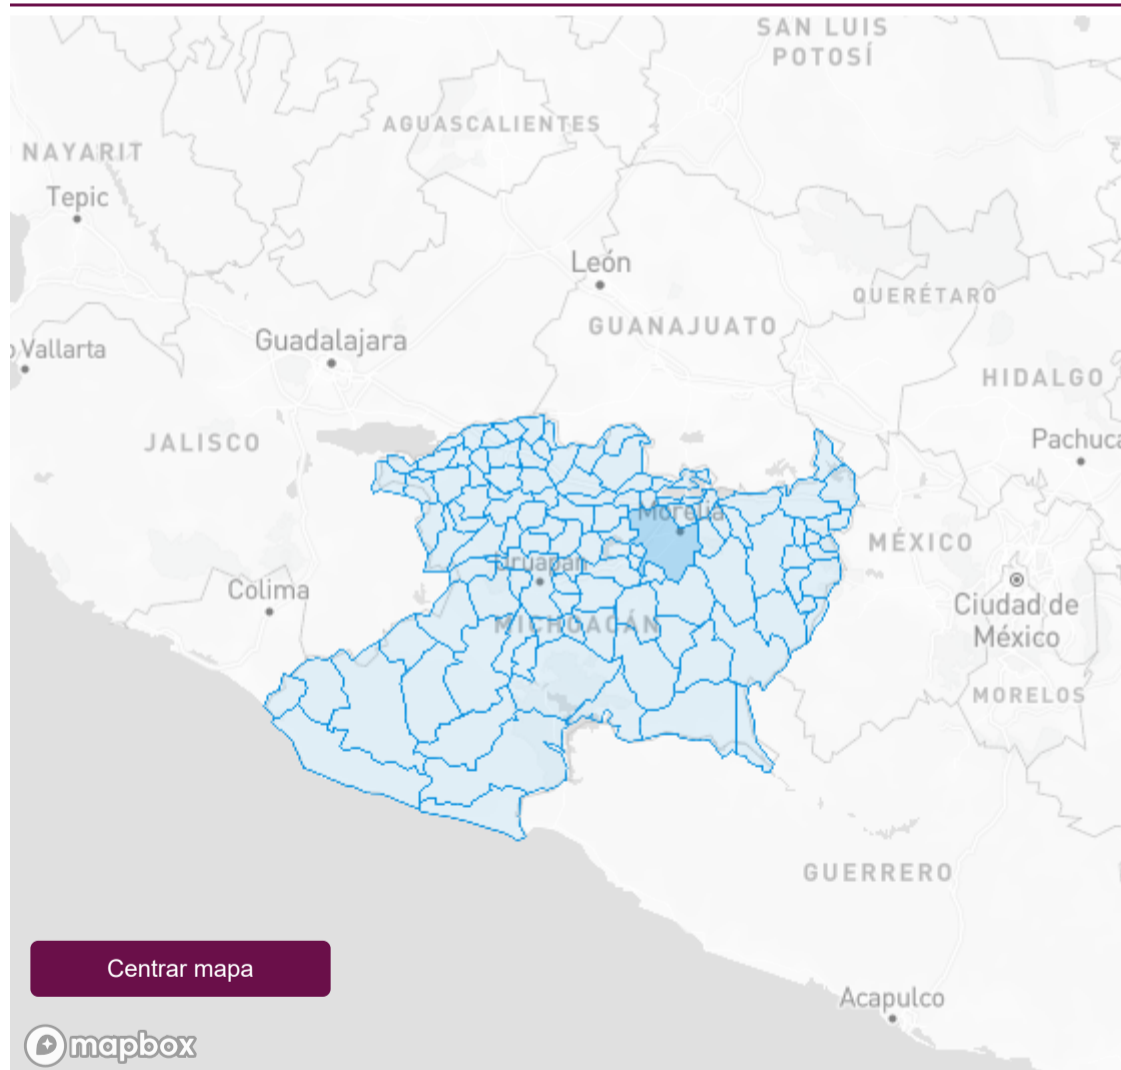 SAN LUIS
POTOSÍ
AGUASCALIENTES
NAYARIT
Tepic
León
QUERÉTARO
GUANAJUATO
Guadalajara
o Vallarta
HIDALGO
JALISCO
Pachuca
Morelia
MÉXICO
Uruapan
Colima
Ciudad de
México
MICHOACÁN
MORELOS
GUERRERO
Centrar mapa
Acapulco
mapbox